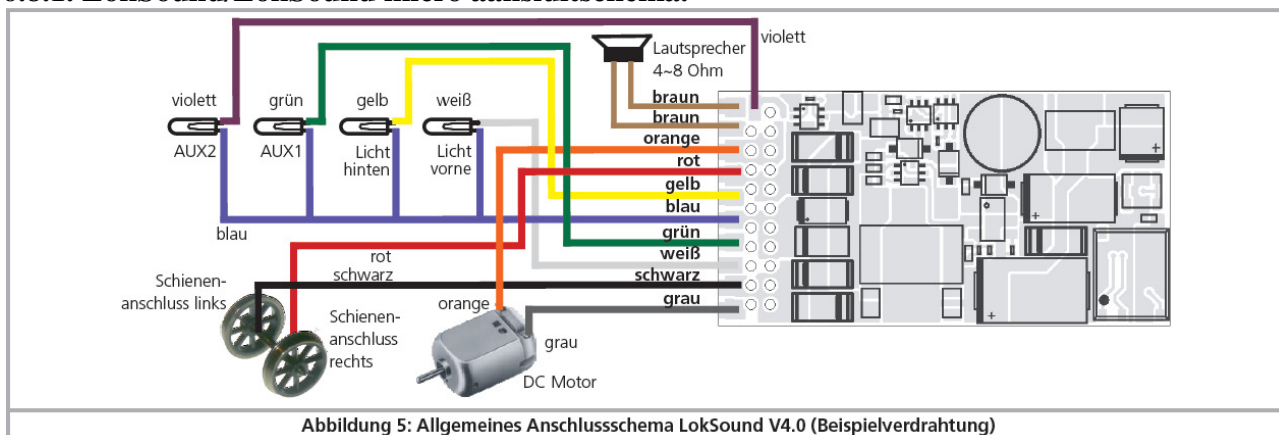 6.5.1. LokSound/LokSound micro aansluitschema:
violett
Lautsprecher
4~8 Ohm
violett
grün
gelb
weiß
AUX2
AUX1
Licht
hinten
Licht
vorne
braun
braun
orange
rot
gelb
blau
grün
weiß
schwarz
grau
blau
rot
schwarz
Schienen-
anschluss links
Schienen-
anschluss
rechts
orange
grau
DC Motor
+
+
+
+
+
Abbildung 5: Allgemeines Anschlussschema LokSound V4.0 (Beispielverdrahtung)